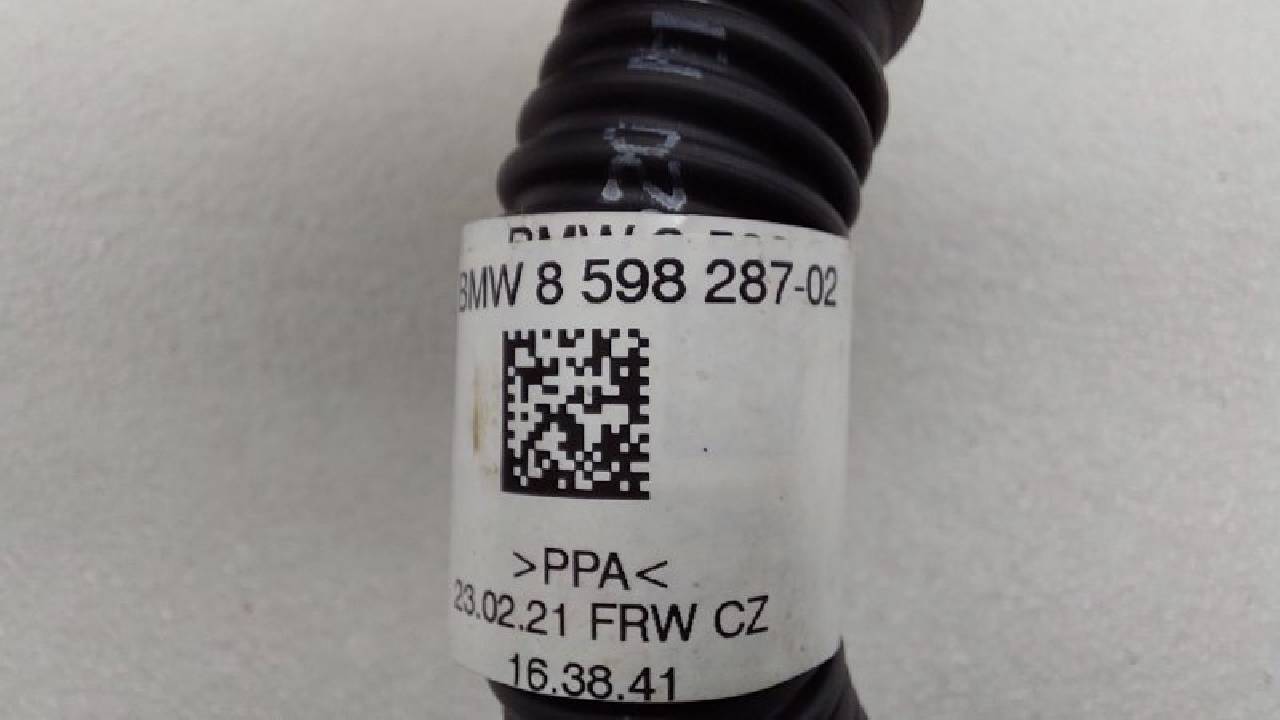 BMW 8 598 287-02
>PPA<
23.02.21 FRW CZ
16.38.41